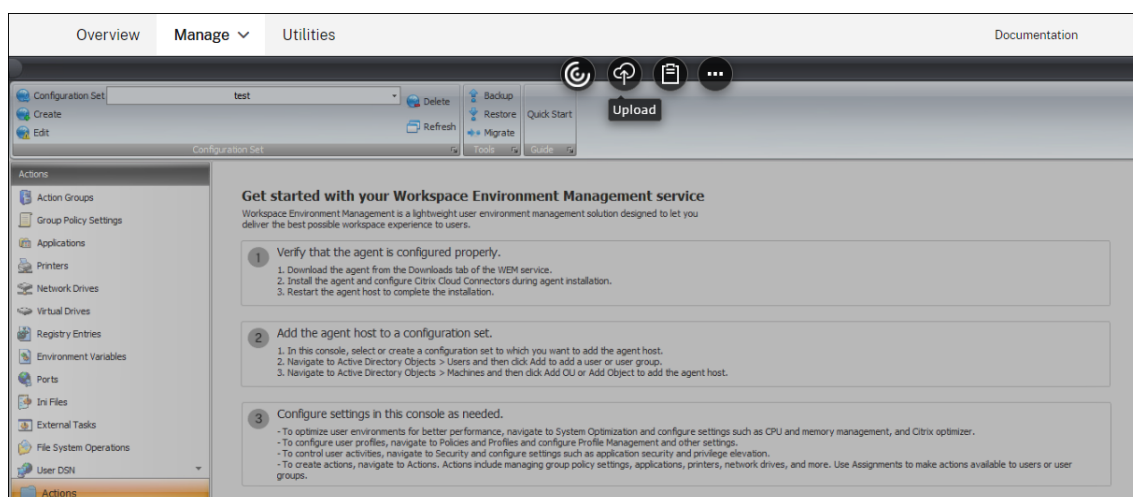 Overview Manage Utilities Documentation
Configuration Set test Delete Backup
Create Restore Quick Start Upload
Edit Refresh Migrate
Configuration Set Tools Guide
Actions
Action Groups
Group Policy Settings
Applications
Printers
Network Drives
Virtual Drives
Registry Entries
Environment Variables
Ports
Ini Files
External Tasks
File System Operations
User DSN
Actions
Get started with your Workspace Environment Management service
Workspace Environment Management is a lightweight user environment management solution designed to let you
deliver the best possible workspace experience to users.
1 Verify that the agent is configured properly.
1. Download the agent from the Downloads tab of the WEM service.
2. Install the agent and configure Citrix Cloud Connectors during agent installation.
3. Restart the agent host to complete the installation.
2 Add the agent host to a configuration set.
1. In this console, select or create a configuration set to which you want to add the agent host.
2. Navigate to Active Directory Objects > Users and then click Add to add a user or user group.
3. Navigate to Active Directory Objects > Machines and then click Add OU or Add Object to add the agent host.
3 Configure settings in this console as needed.
- To optimize user environments for better performance, navigate to System Optimization and configure settings such as CPU and memory management, and Citrix optimizer.
- To configure user profiles, navigate to Policies and Profiles and configure Profile Management and other settings.
- To control user activities, navigate to Security and configure settings such as application security and privilege elevation.
- To create actions, navigate to Actions. Actions include managing group policy settings, applications, printers, network drives, and more. Use Assignments to make actions available to users or user
groups.